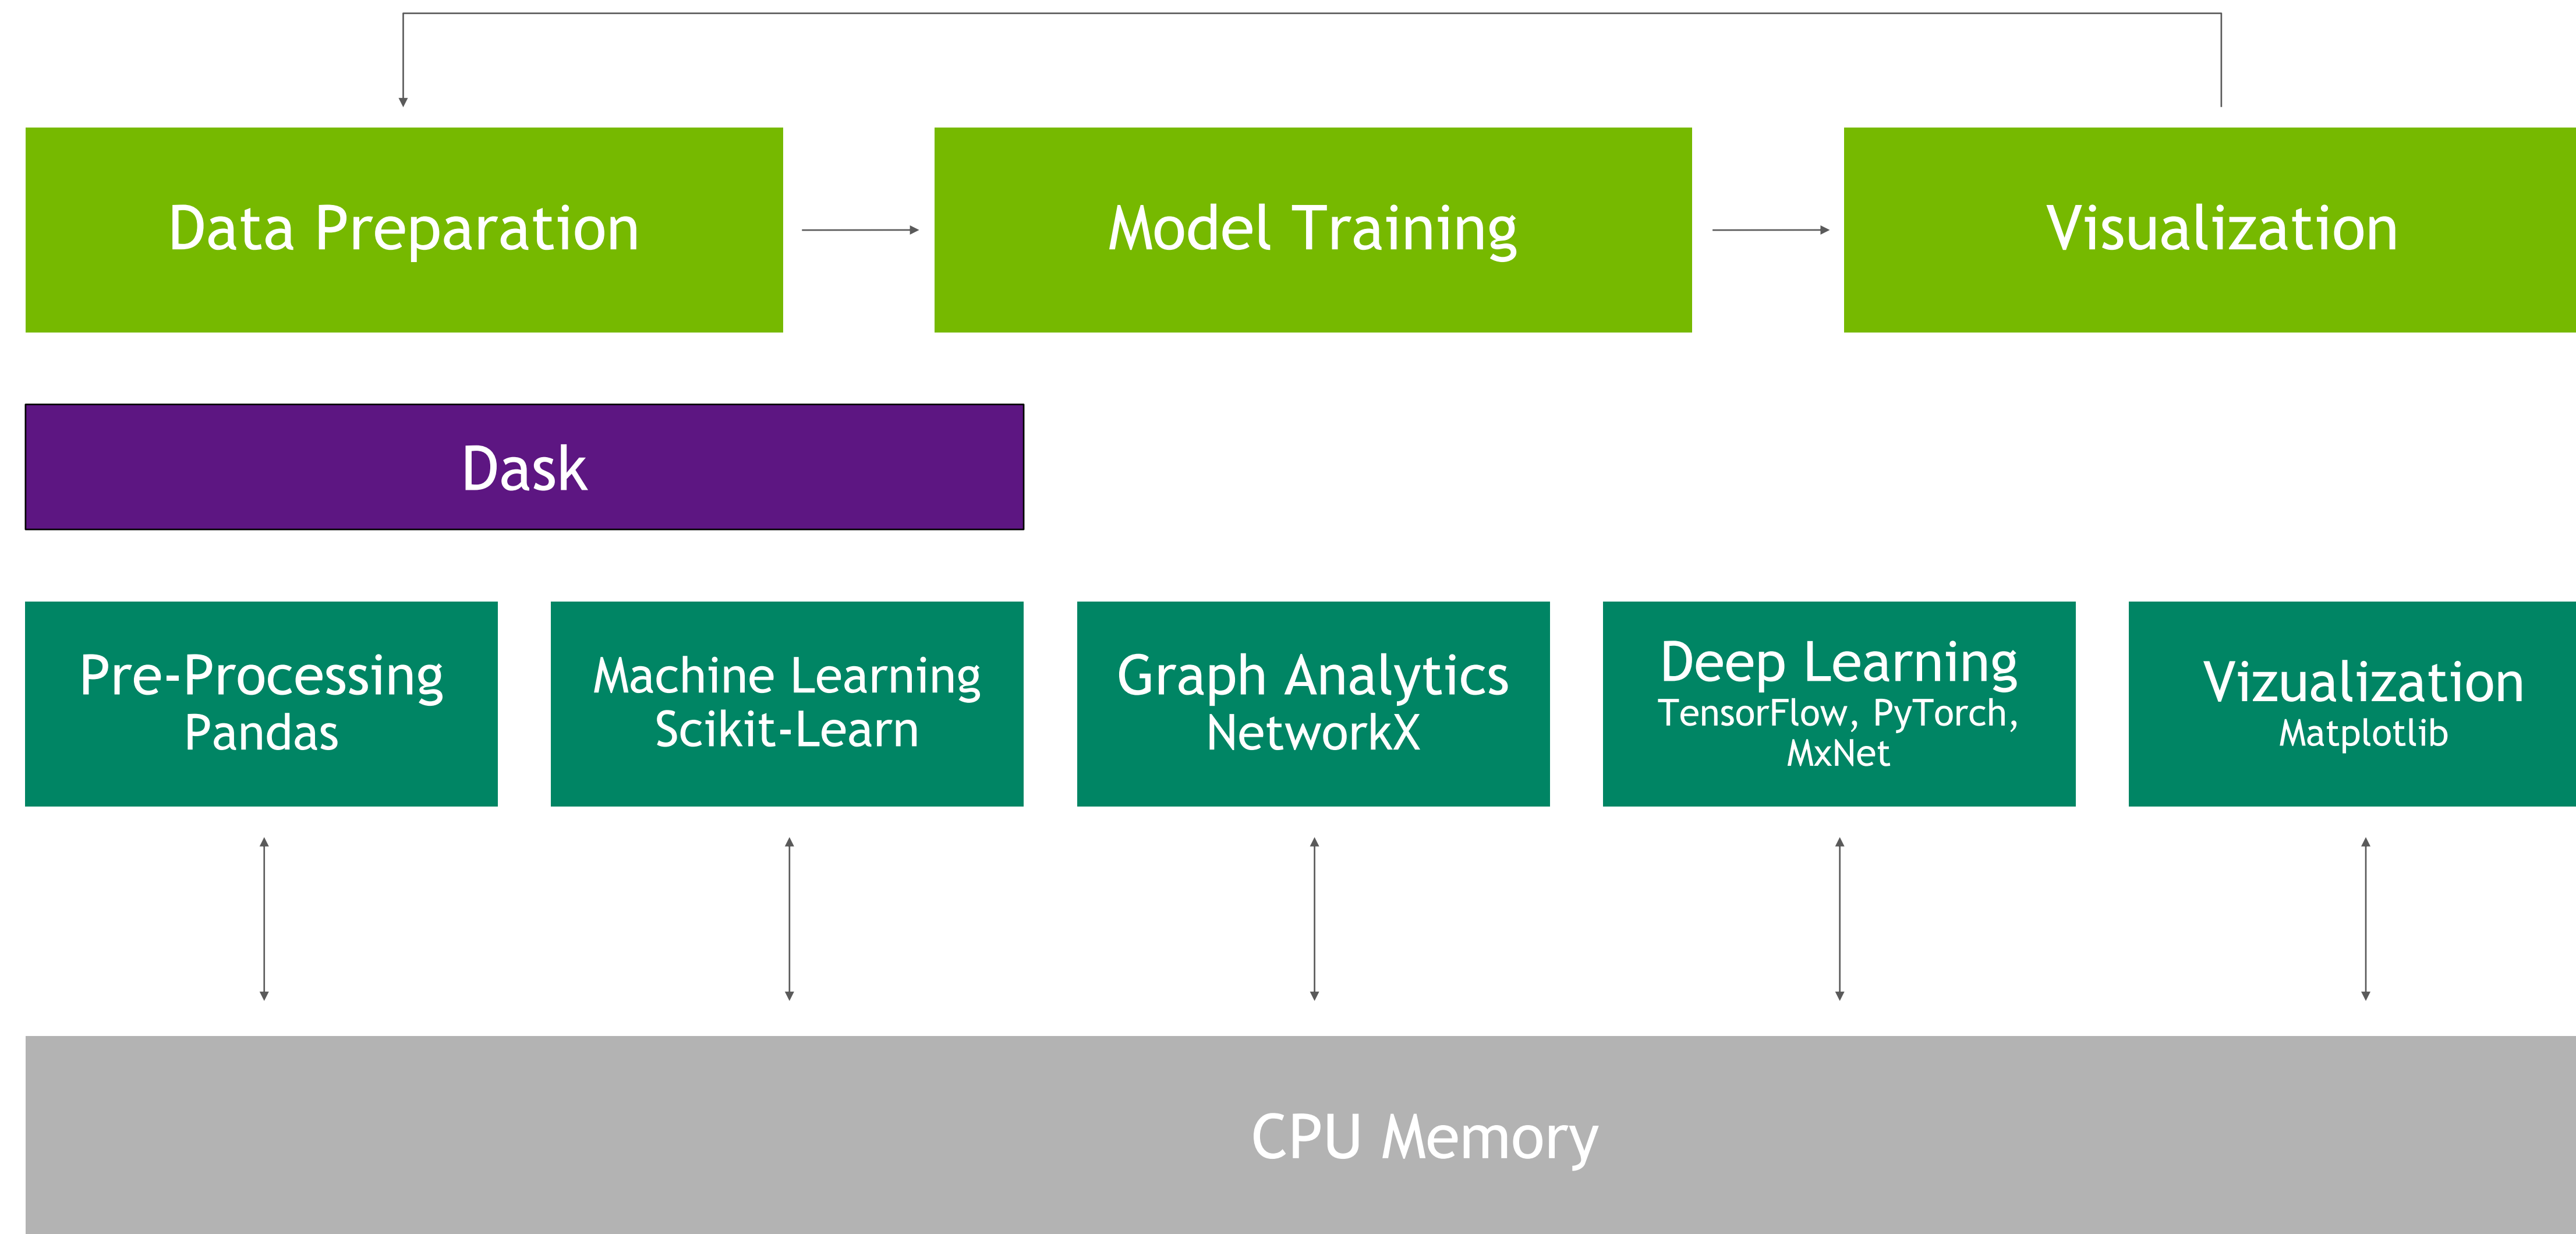 Data Preparation
Model Training
Visualization
Dask
Pre-Processing
Pandas
Machine Learning
Scikit-Learn
Graph Analytics
NetworkX
Deep Learning
TensorFlow, PyTorch,
MxNet
Vizualization
Matplotlib
CPU Memory